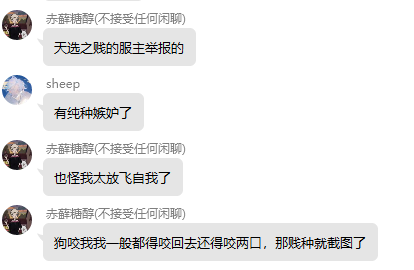 赤藓糖醇(不接受任何闲聊)
天选之贱的服主举报的
sheep
有纯种嫉妒了
赤藓糖醇(不接受任何闲聊)
也怪我太放飞自我了
赤藓糖醇(不接受任何闲聊)
狗咬我我一般都得咬回去还得咬两口，那贱种就截图了